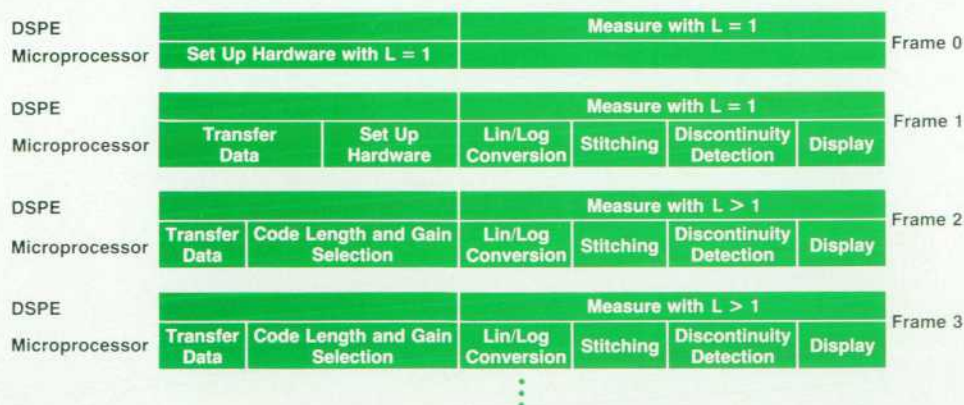 DSPE
Measure with L = 1
Microprocessor
Set Up Hardware with L = 1
Frame 0
DSPE
Measure with L = 1
Frame 1
Microprocessor
Transfer
Data
Set Up
Hardware
Lin/Log
Conversion
Stitching
Discontinuity
Detection
Display
DSPE
Measure with L > 1
Frame 2
Microprocessor
Transfer
Data
Code Length and Gain
Selection
Lin/Log
Conversion
Stitching
Discontinuity
Detection
Display
DSPE
Measure with L > 1
Frame 3
Microprocessor
Transfer
Data
Code Length and Gain
Selection
Lin/Log
Conversion
Stitching
Discontinuity
Detection
Display